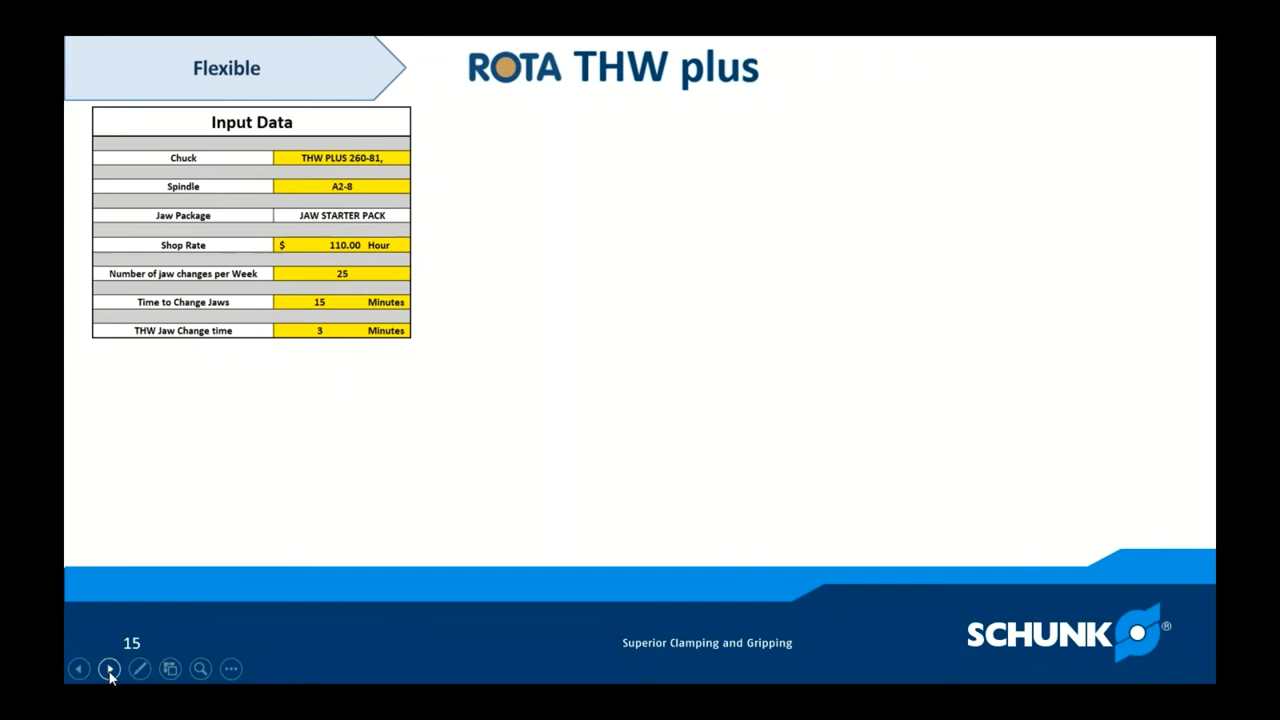 Flexible
ROTA THW plus
Input Data
Chuck THW PLUS 260-81,
Spindle A2-8
Jaw Package JAW STARTER PACK
Shop Rate $ 110.00 Hour
Number of jaw changes per Week 25
Time to Change Jaws 15 Minutes
THW Jaw Change time 3 Minutes
15
Superior Clamping and Gripping
SCHUNK ®